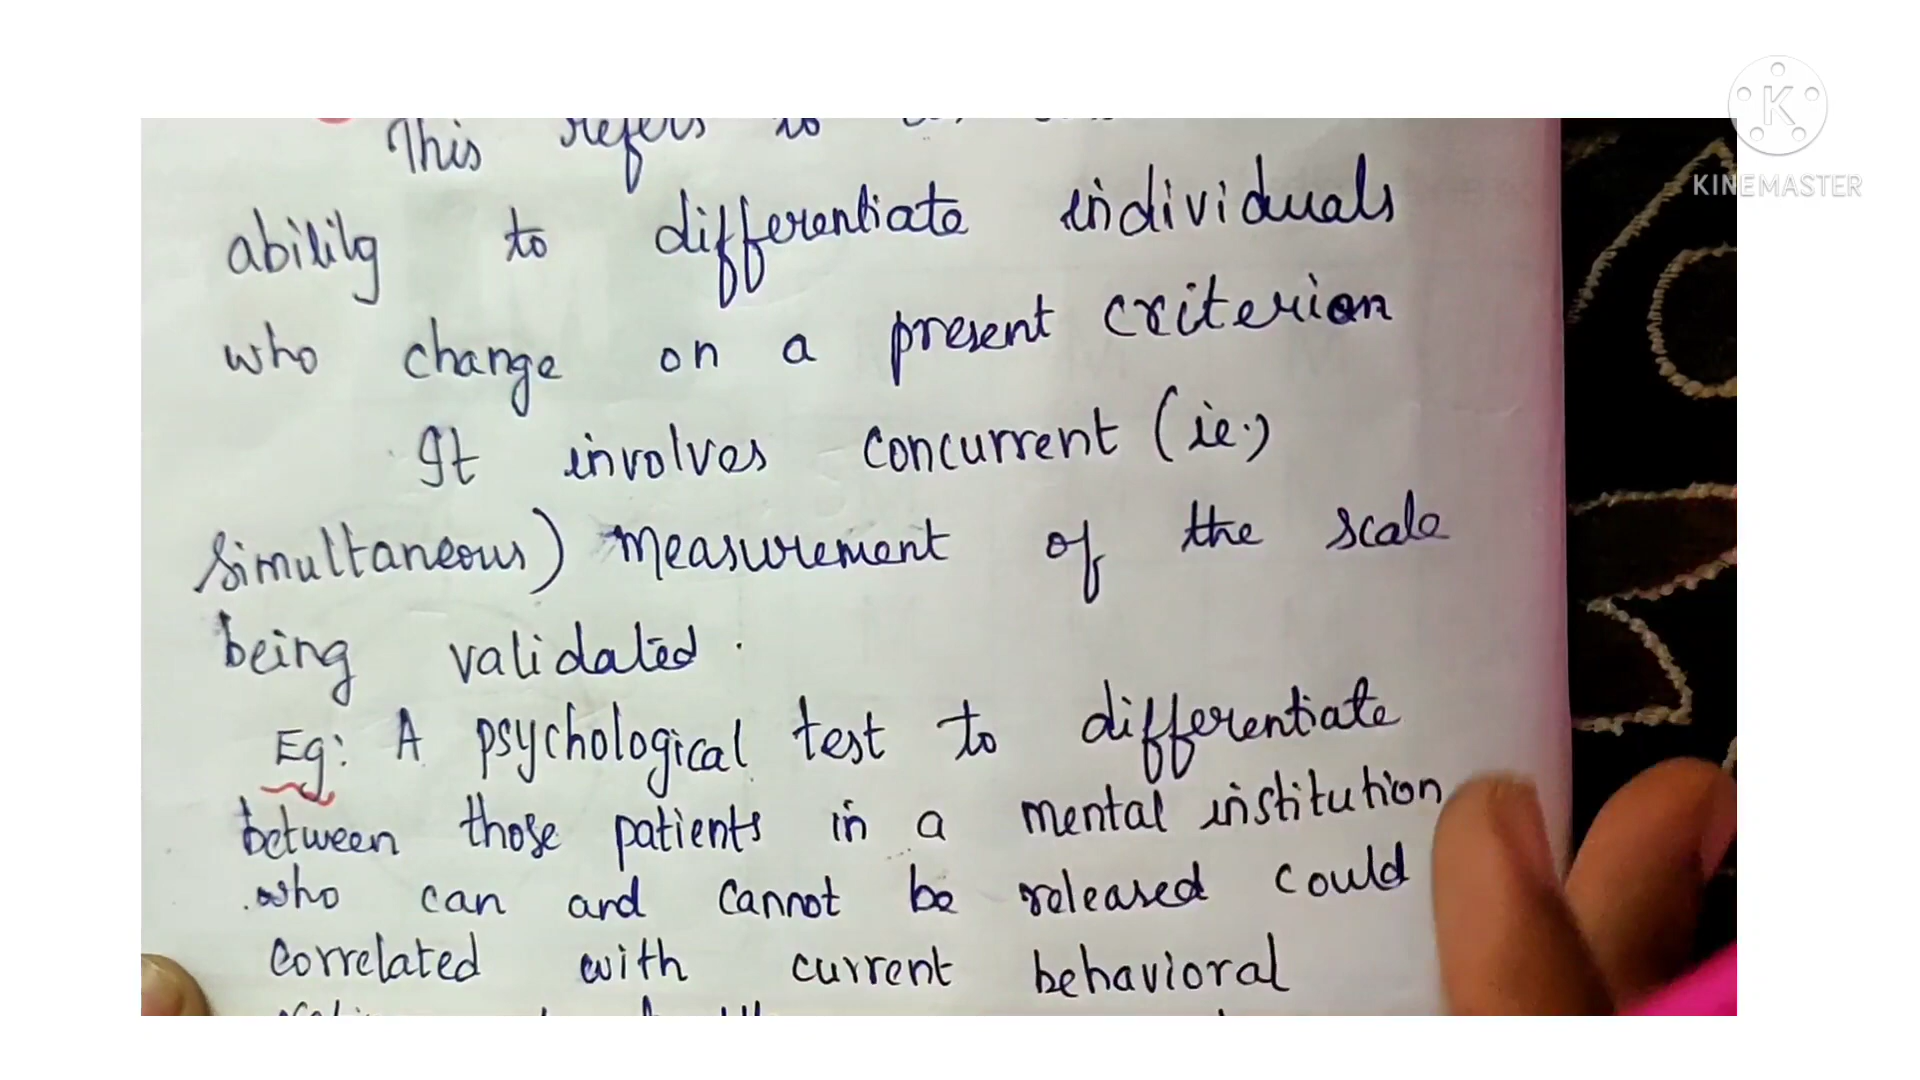 This refers to
ability to differentiate individuals
who change on a present criterion
It involves concurrent (ie.,
simultaneous) measurement of the scale
being validated.
Eg: A psychological test to differentiate
between those patients in a mental institution
who can and cannot be released could
correlated with current behavioral
K
KINEMASTER